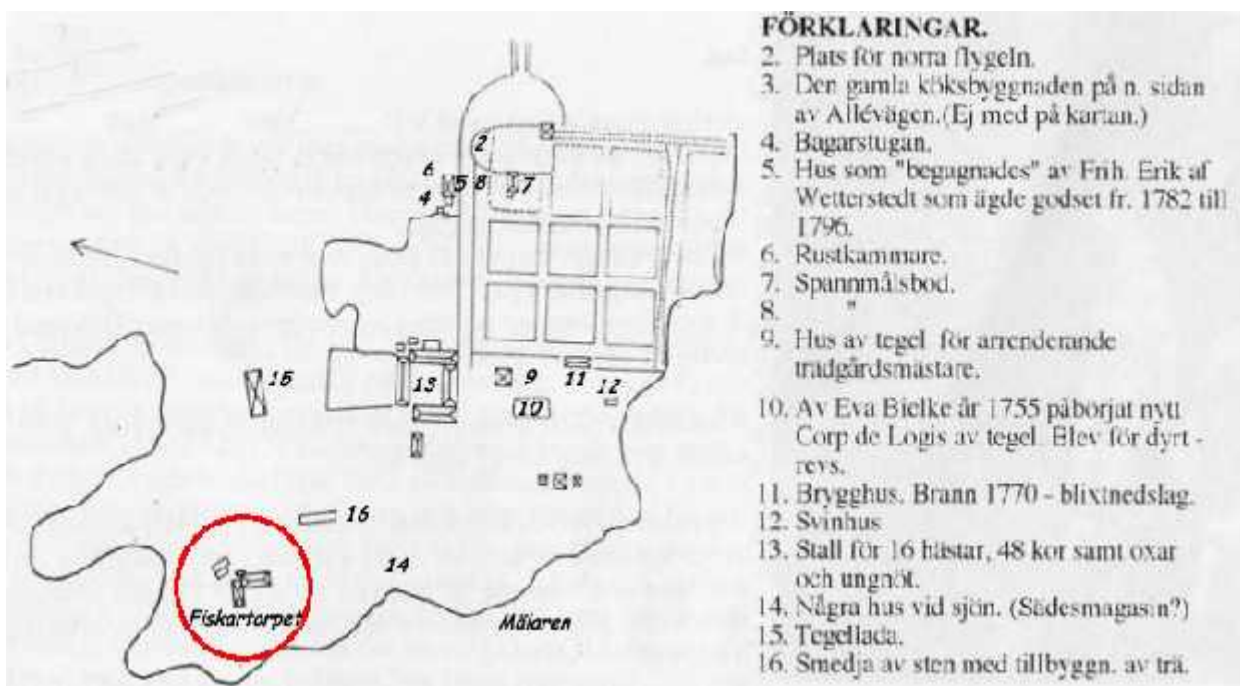 2
6
5 8 7
4
15
13
9 11
12
10
16
14
Fiskartorpet
Mälaren
FÖRKLARINGAR.
2. Plats för norra flygeln.
3. Den gamla köksbyggnaden på n. sidan
av Allévägen.(Ej med på kartan.)
4. Bagarstugan.
5. Hus som "begagnades" av Frih. Erik af
Wetterstedt som ägde godset fr. 1782 till
1796.
6. Rustkammare.
7. Spannmålsbod.
8. "
9. Hus av tegel för arrenderande
trädgårdsmästare.
10. Av Eva Bielke år 1755 påbörjat nytt
Corp de Logis av tegel. Blev för dyrt -
revs.
11. Brygghus. Brann 1770 - blixtnedslag.
12. Svinhus
13. Stall för 16 hästar, 48 kor samt oxar
och ungnöt.
14. Några hus vid sjön. (Sädesmagasin?)
15. Tegellada.
16. Smedja av sten med tillbyggn. av trä.